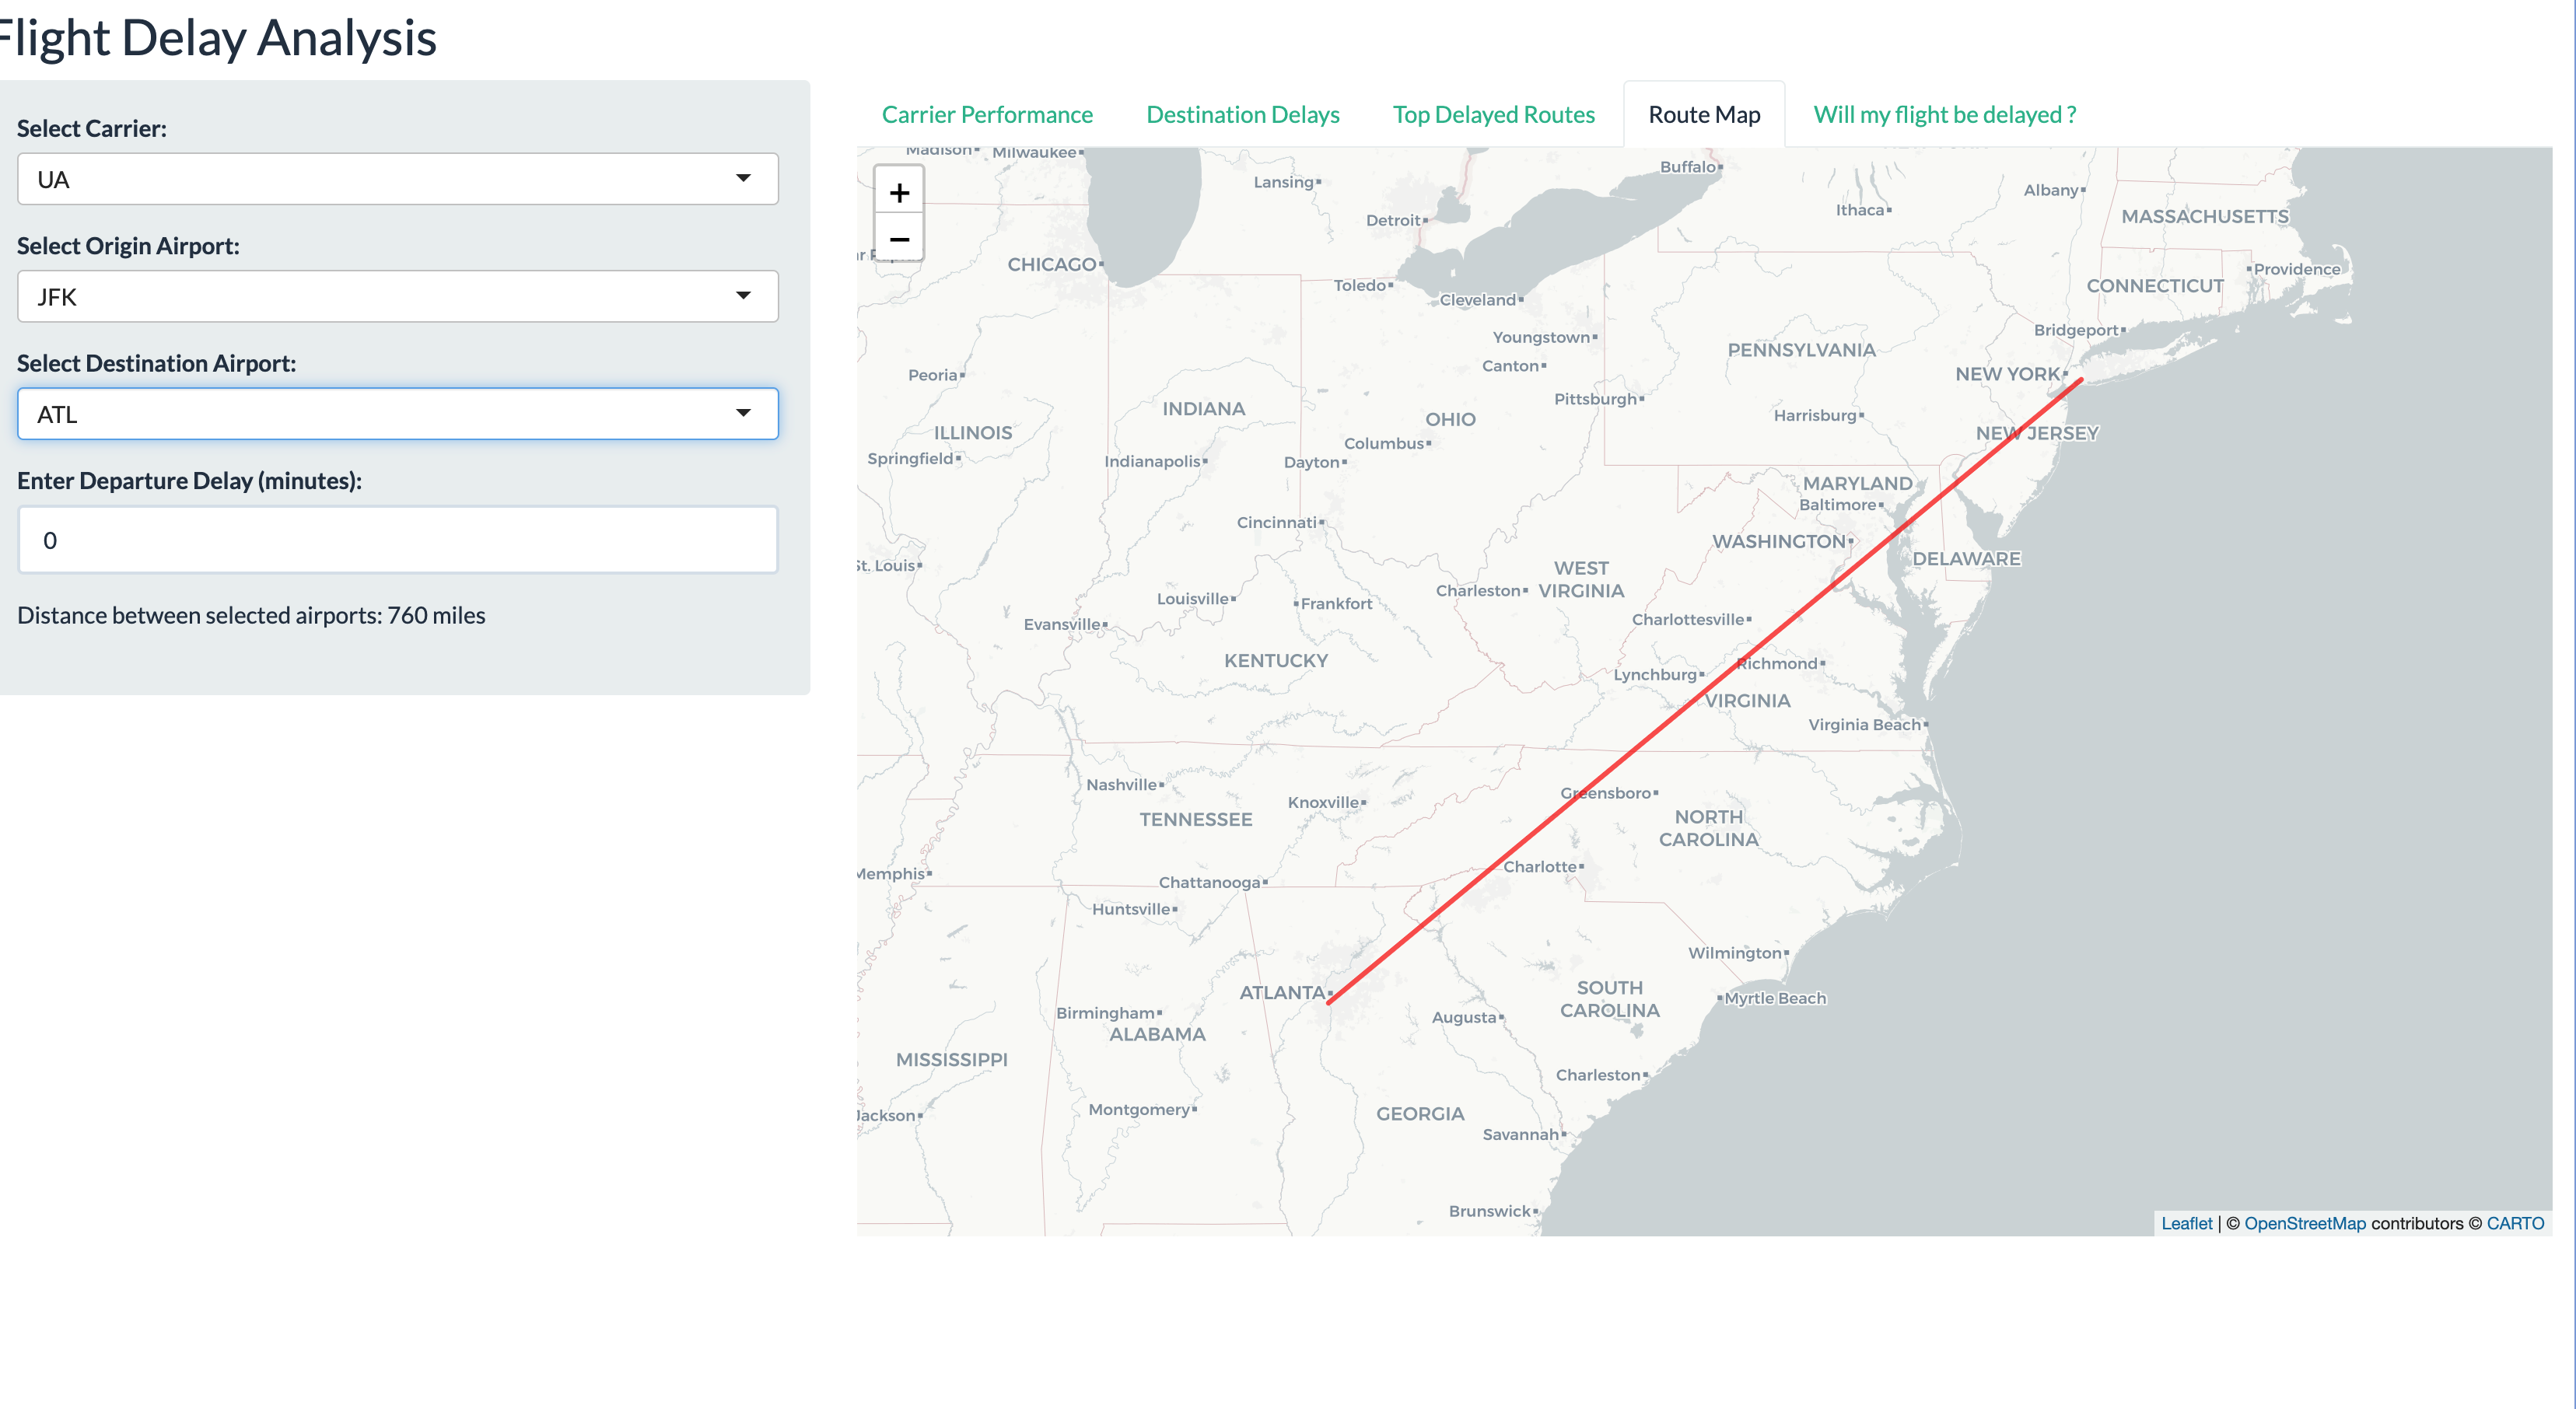 Flight Delay Analysis
Select Carrier:
UA
Select Origin Airport:
JFK
Select Destination Airport:
ATL
Enter Departure Delay (minutes):
0
Distance between selected airports: 760 miles
Carrier Performance
Destination Delays
Top Delayed Routes
Route Map
Will my flight be delayed ?
+
−
Madison
Milwaukee
Lansing
Buffalo
Albany
Detroit
Ithaca
MASSACHUSETTS
CHICAGO
Toledo
Cleveland
Providence
CONNECTICUT
Youngstown
Bridgeport
PENNSYLVANIA
Canton
Peoria
NEW YORK
Pittsburgh
INDIANA
OHIO
Harrisburg
ILLINOIS
NEW JERSEY
Columbus
Springfield
Indianapolis
Dayton
MARYLAND
Baltimore
Cincinnati
WASHINGTON
St. Louis
WEST
VIRGINIA
DELAWARE
Charleston
Louisville
Frankfort
Evansville
Charlottesville
KENTUCKY
Richmond
Lynchburg
VIRGINIA
Virginia Beach
Nashville
Knoxville
Greensboro
TENNESSEE
NORTH
CAROLINA
Memphis
Charlotte
Chattanooga
Huntsville
Wilmington
ATLANTA
SOUTH
CAROLINA
Myrtle Beach
Birmingham
Augusta
ALABAMA
MISSISSIPPI
Charleston
Jackson
Montgomery
GEORGIA
Savannah
Brunswick
Leaflet | © OpenStreetMap contributors © CARTO